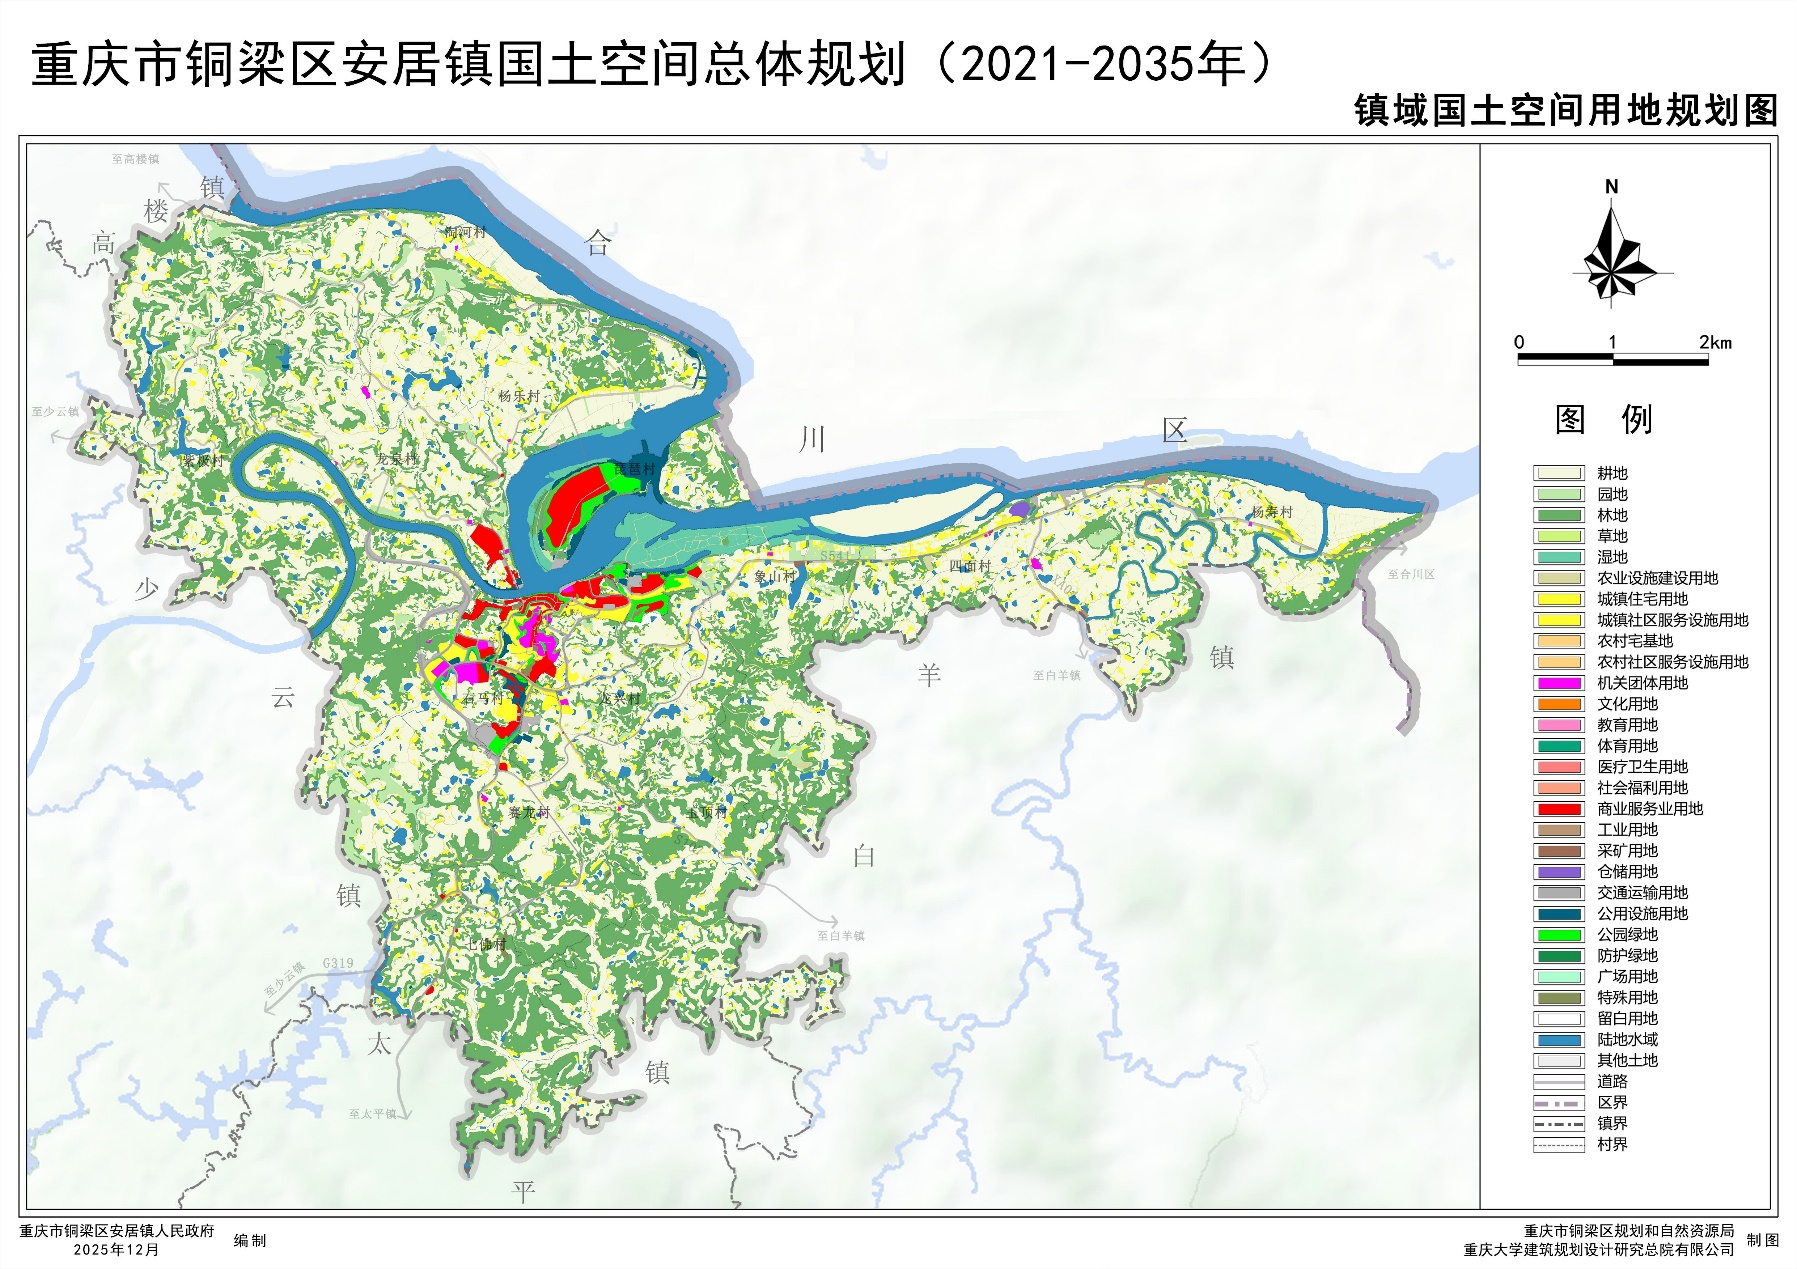 重庆市铜梁区安居镇国土空间总体规划（2021-2035年）
镇域国土空间用地规划图
至高楼镇
高
楼
镇
合
川
区
淘河村
杨乐村
至少云镇
紫极村
龙泉村
琵琶村
杨寿村
S541
四面村
象山村
至合川区
少
云
镇
羊
镇
至白羊镇
石马村
龙兴村
赛龙村
玉顶村
白
至白羊镇
七佛村
G319
至少云镇
太
镇
至太平镇
平
N
0 1 2km
图 例
耕地
园地
林地
草地
湿地
农业设施建设用地
城镇住宅用地
城镇社区服务设施用地
农村宅基地
农村社区服务设施用地
机关团体用地
文化用地
教育用地
体育用地
医疗卫生用地
社会福利用地
商业服务业用地
工业用地
采矿用地
仓储用地
交通运输用地
公用设施用地
公园绿地
防护绿地
广场用地
特殊用地
留白用地
陆地水域
其他土地
道路
区界
镇界
村界
重庆市铜梁区安居镇人民政府
2025年12月
编制
重庆市铜梁区规划和自然资源局
重庆大学建筑规划设计研究总院有限公司
制图